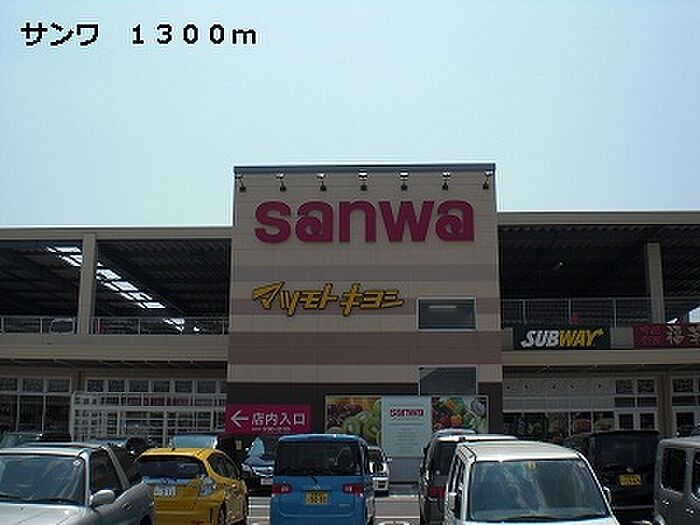 サンワ　１３００ｍ
sanwa
マツモトキヨシ
SUBWAY
店内入口
sanwa